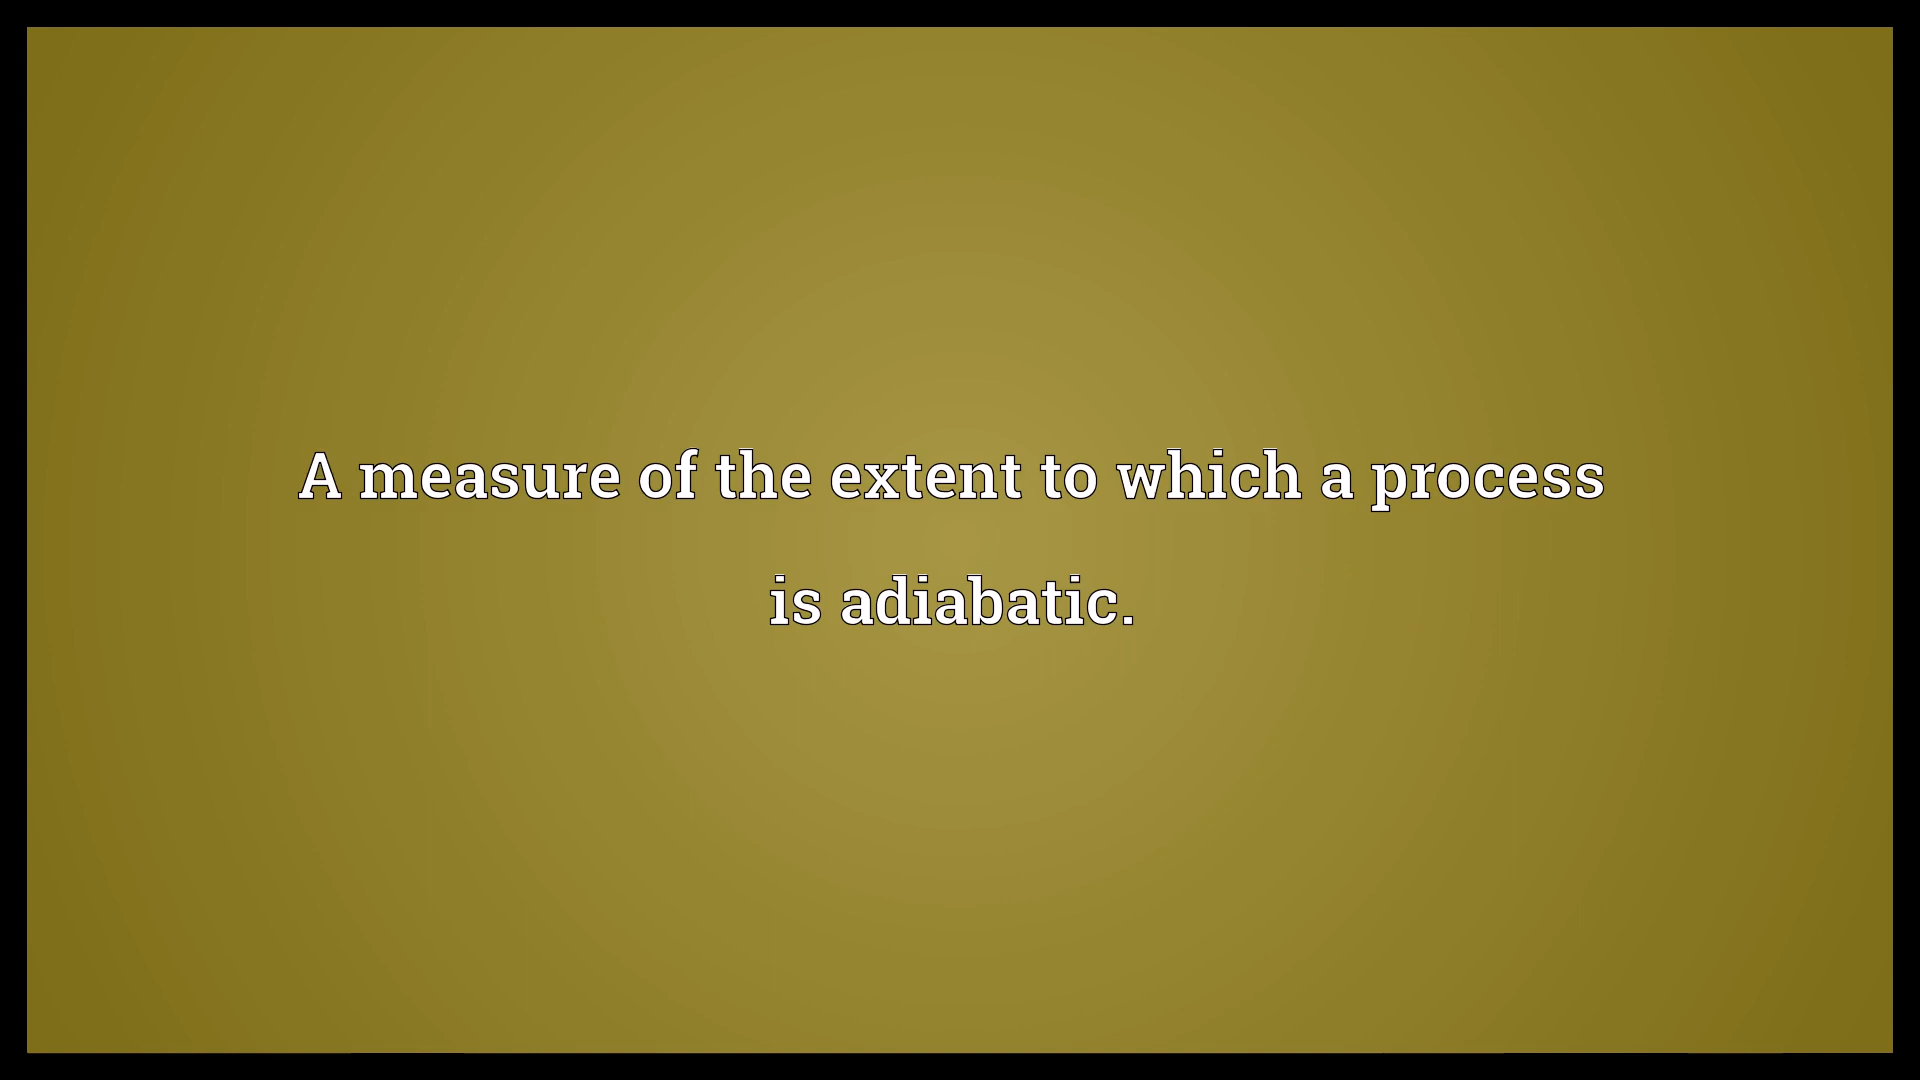 A measure of the extent to which a process
is adiabatic.